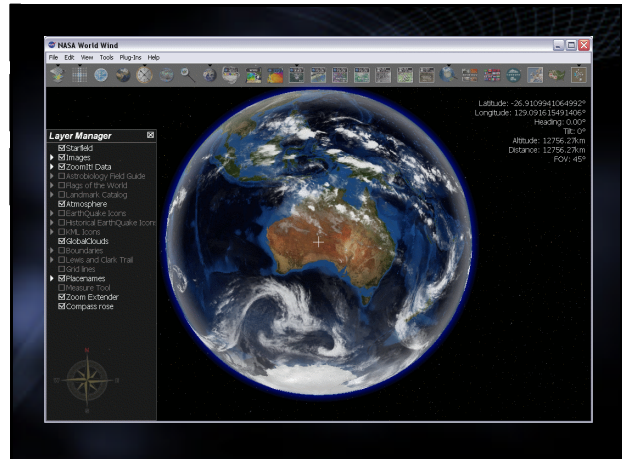 NASA World Wind
File Edit View Tools Plug-Ins Help
Latitude: -26.9109941064992°
Longitude: 129.091615491406°
Heading: 0.00°
Tilt: 0°
Altitude: 12756.27km
Distance: 12756.27km
FOV: 45°
Layer Manager
Starfield
Images
ZoomIt! Data
Astrobiology Field Guide
Flags of the World
Landmark Catalog
Atmosphere
EarthQuake Icons
Historical EarthQuake Icons
KML Icons
GlobalClouds
Boundaries
Lewis and Clark Trail
Grid lines
Placenames
Measure Tool
Zoom Extender
Compass rose
N